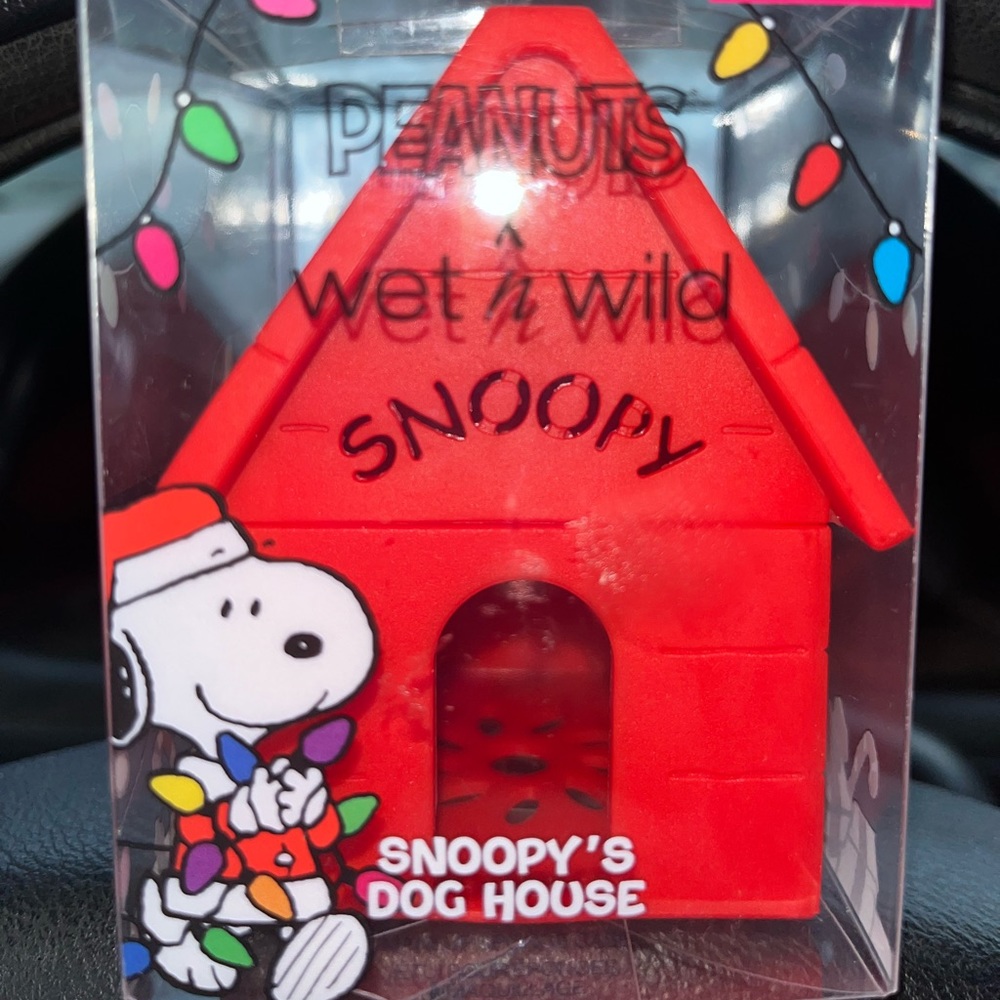 PEANUTS
wet n wild
SNOOPY
SNOOPY'S
DOG HOUSE